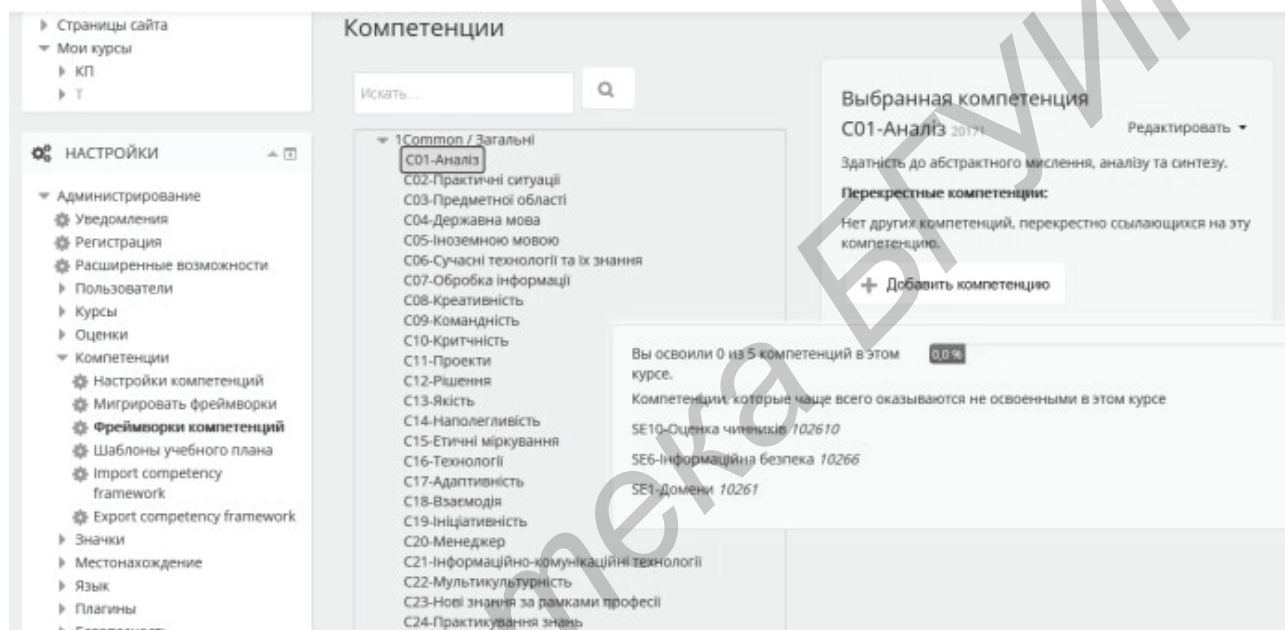 Страницы сайта
Мои курсы
КП
Т
НАСТРОЙКИ
Администрирование
Уведомления
Регистрация
Расширенные возможности
Пользователи
Курсы
Оценки
Компетенции
Настройки компетенций
Мигрировать фреймворки
Фреймворки компетенций
Шаблоны учебного плана
Import competency
framework
Export competency framework
Значки
Местонахождение
Язык
Плагины
Компетенции
Искать...
1Common / Загальні
C01-Аналіз
C02-Практичні ситуації
C03-Предметної області
C04-Державна мова
C05-Іноземною мовою
C06-Сучасні технології та їх знання
C07-Обробка інформації
C08-Креативність
C09-Командність
C10-Критчність
C11-Проекти
C12-Рішення
C13-Якість
C14-Наполегливість
C15-Етичні міркування
C16-Технології
C17-Адаптивність
C18-Взаємодія
C19-Ініціативність
C20-Менеджер
C21-Інформаційно-комунікаційні технології
C22-Мультикультурність
C23-Нові знання за рамками професії
C24-Практикування знань
Выбранная компетенция
C01-Аналіз 20171
Редактировать
Здатність до абстрактного мислення, аналізу та синтезу.
Перекрестные компетенции:
Нет других компетенций, перекрестно ссылающихся на эту
компетенцию.
Добавить компетенцию
Вы освоили 0 из 5 компетенций в этом
курсе.
0,0 %
Компетенции, которые чаще всего оказываются не освоенными в этом курсе
SE10-Оценка чинників 102610
SE6-Інформаційна безпека 10266
SE1-Домени 10261